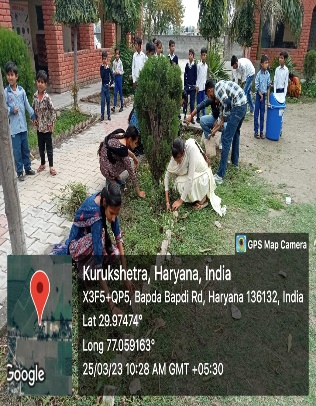 GPS Map Camera
Kurukshetra, Haryana, India
X3F5+QP5, Bapda Bapdi Rd, Haryana 136132, India
Lat 29.97474°
Long 77.059163°
25/03/23 10:28 AM GMT +05:30
Google